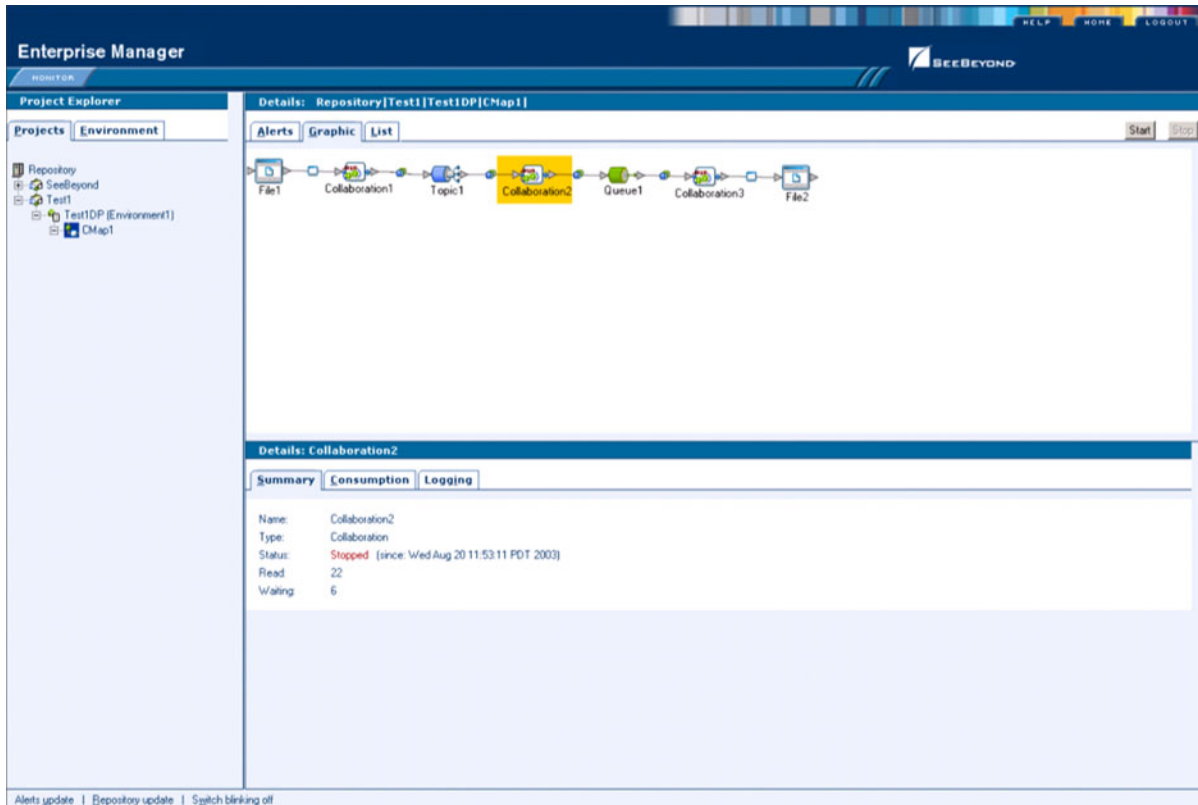 HELP HOME LOGOUT
Enterprise Manager
SEEBEYOND
MONITOR
Project Explorer
Details: Repository|Test1|Test1DP|CMap1|
Projects Environment
Alerts Graphic List
Start Stop
Repository
SeeBeyond
Test1
Test1DP (Environment1)
CMap1
File1 Collaboration1 Topic1 Collaboration2 Queue1 Collaboration3 File2
Details: Collaboration2
Summary Consumption Logging
Name: Collaboration2
Type: Collaboration
Status: Stopped (since: Wed Aug 20 11:53:11 PDT 2003)
Read 22
Waiting: 6
Alerts update | Repository update | Switch blinking off